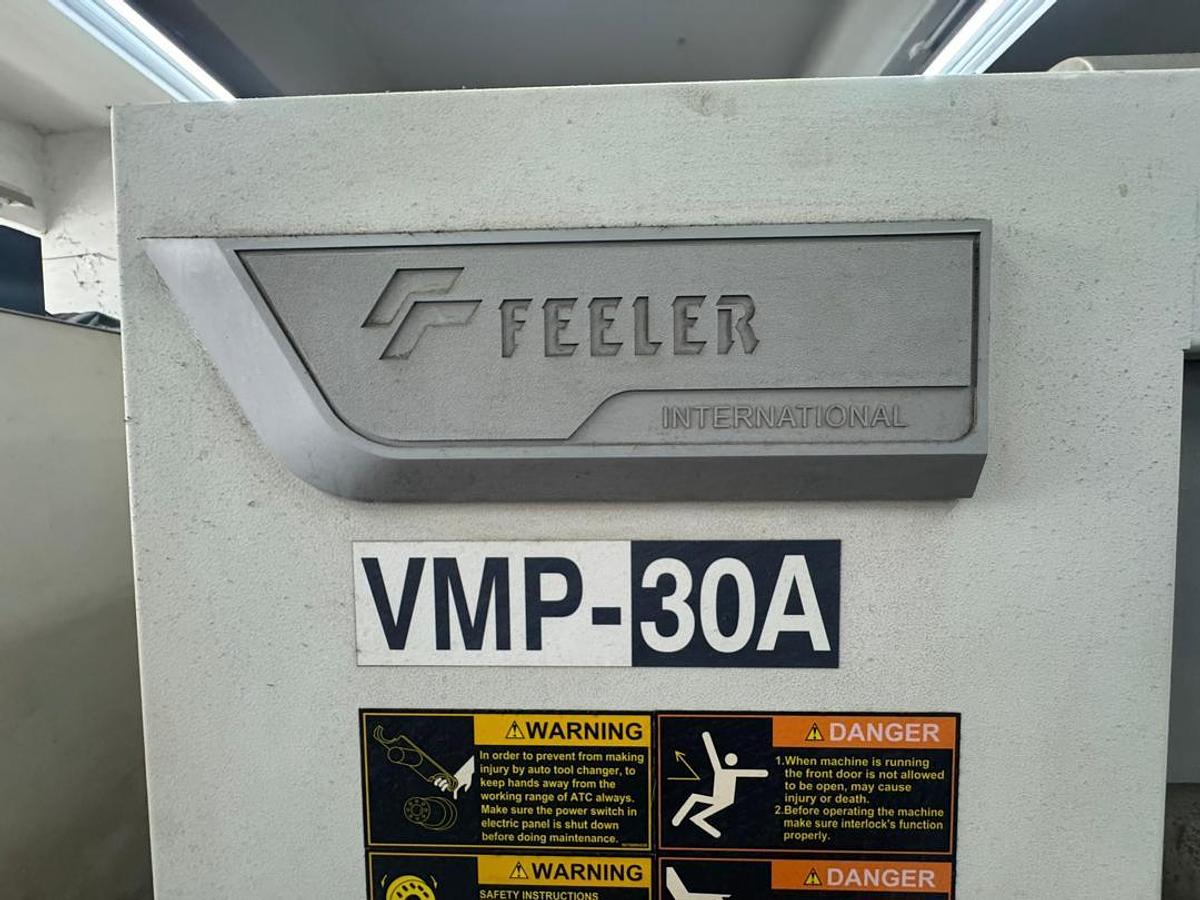 FEELER
INTERNATIONAL
VMP-30A
WARNING
In order to prevent from making
injury by auto tool changer, to
keep hands away from the
working range of ATC always.
Make sure the power switch in
electric panel is shut down
before doing maintenance.
DANGER
1.When machine is running
the front door is not allowed
to be open, may cause
injury or death.
2.Before operating the machine
make sure interlock's function
properly.
WARNING
SAFETY INSTRUCTIONS
DANGER